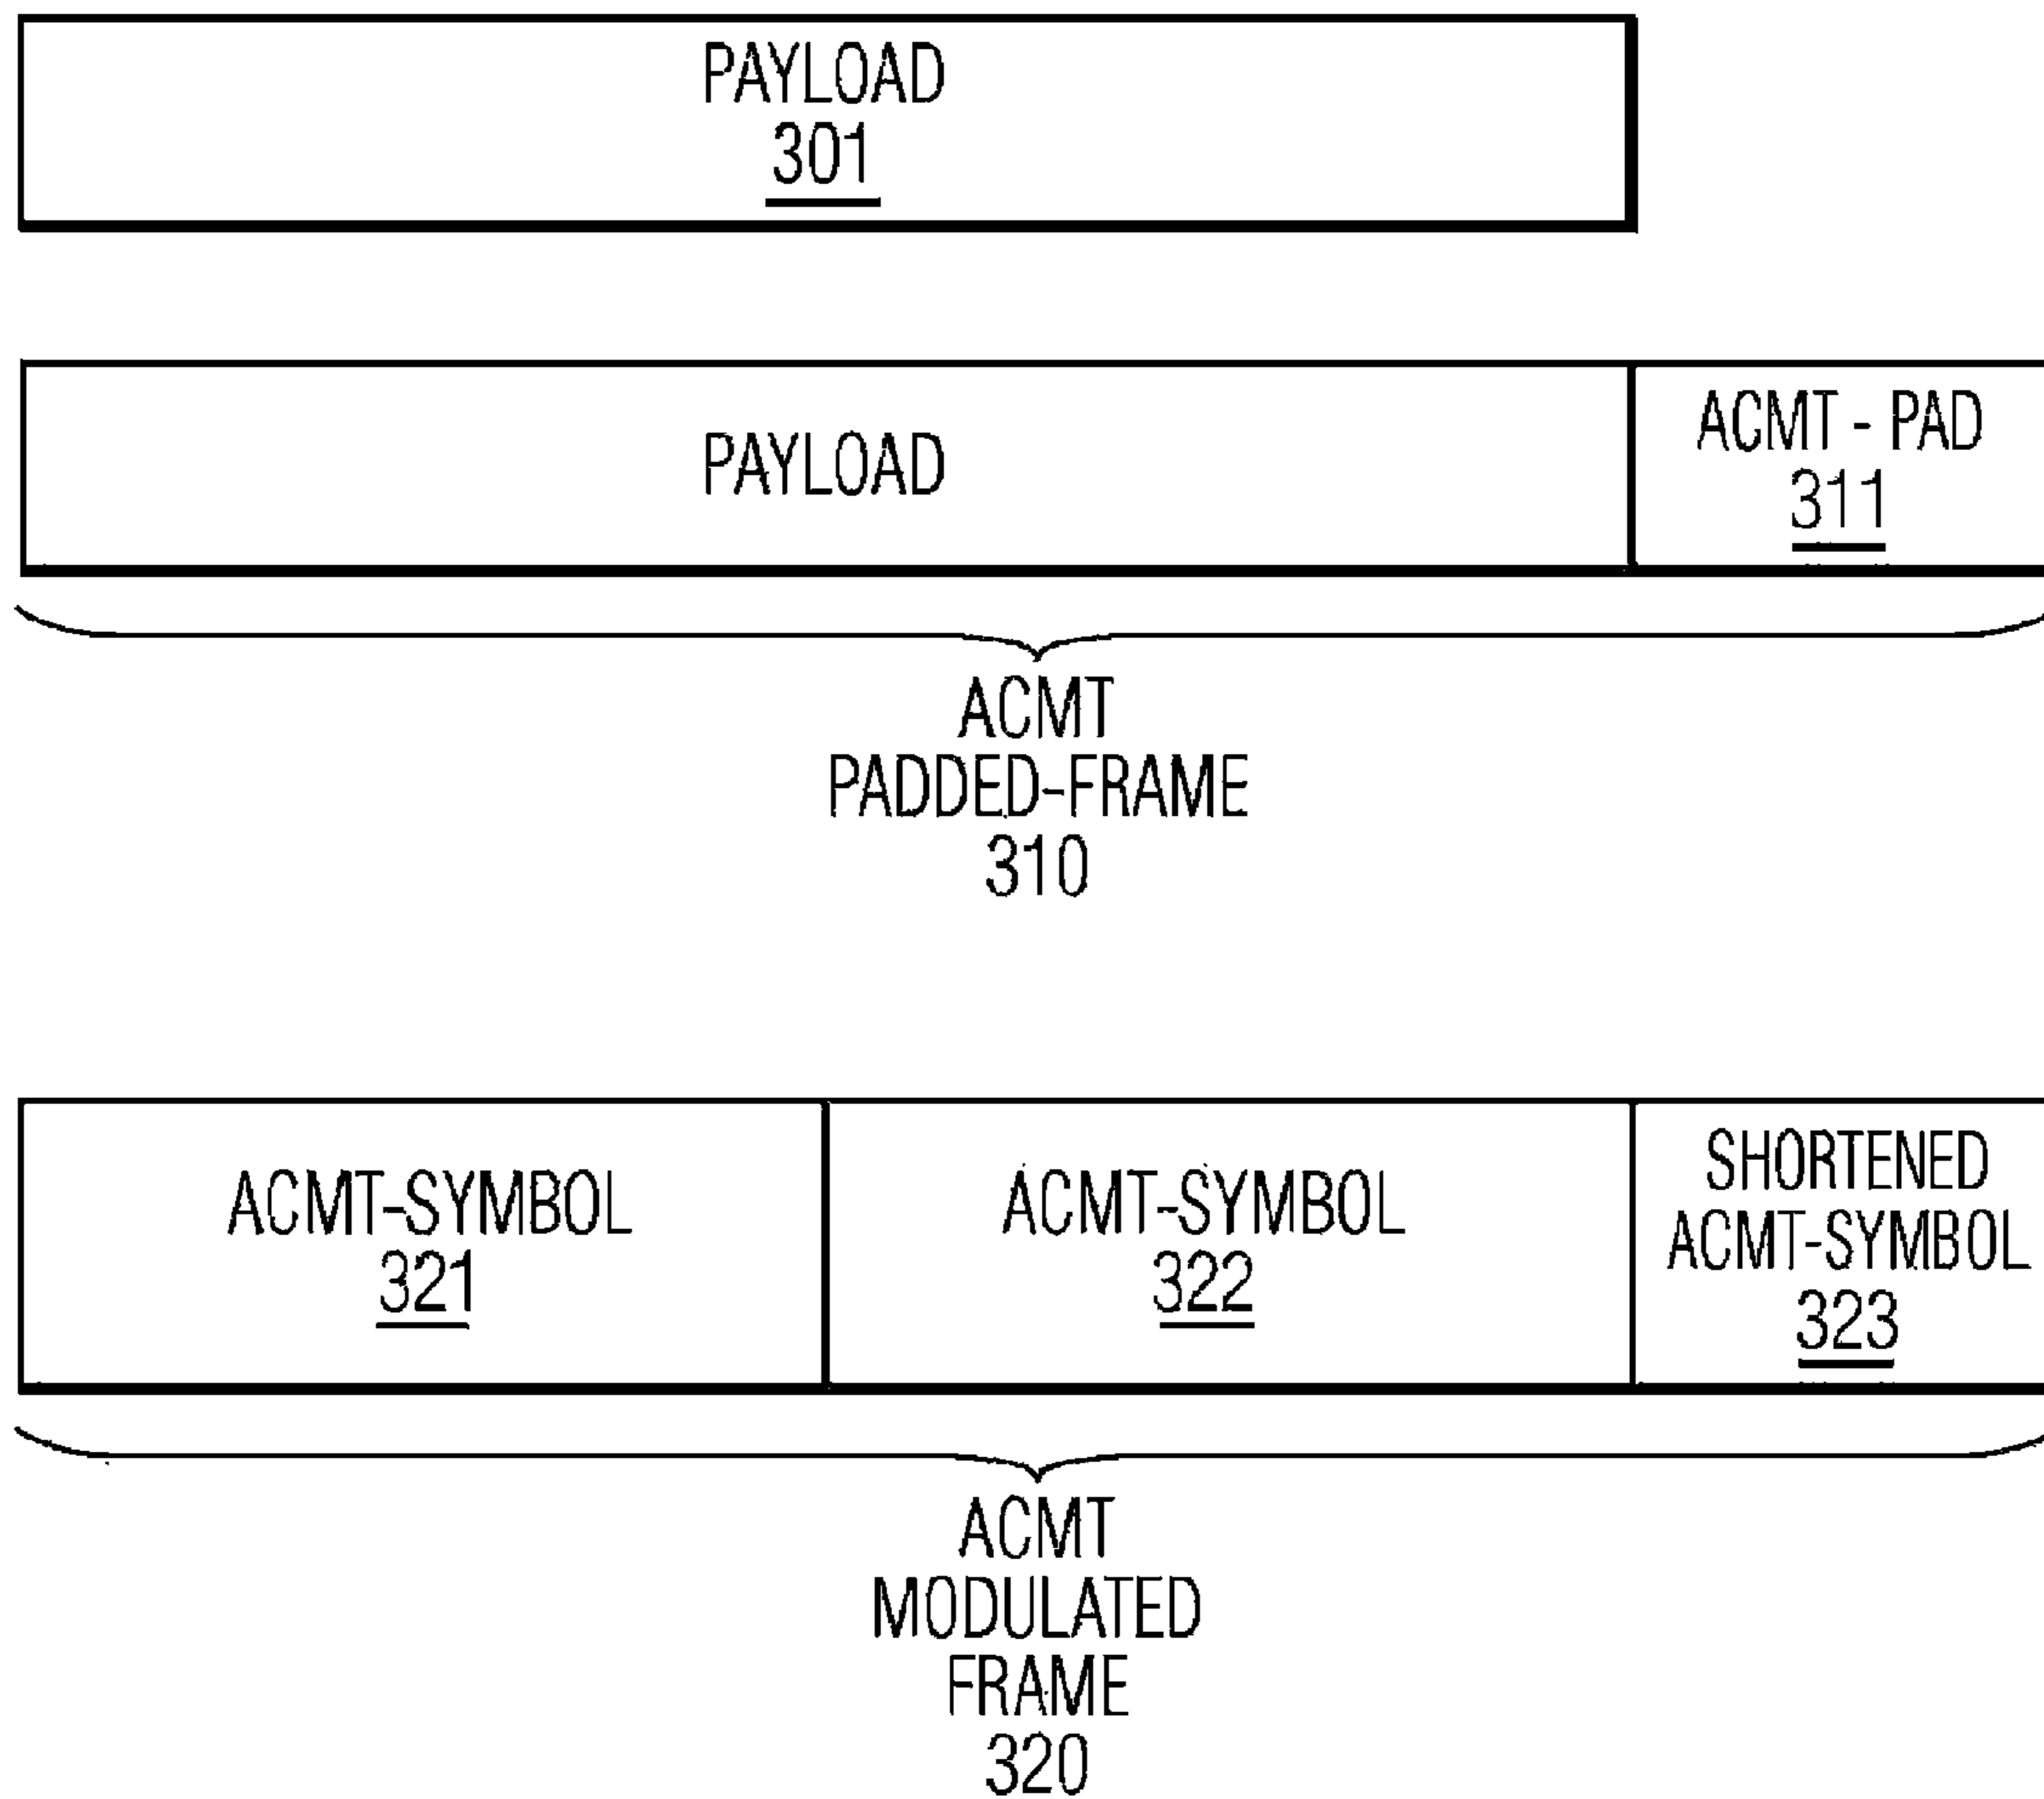 PAYLOAD
301
PAYLOAD
ACMT - PAD
311
ACMT
PADDED-FRAME
310
ACMT-SYMBOL
321
ACMT-SYMBOL
322
SHORTENED
ACMT-SYMBOL
323
ACMT
MODULATED
FRAME
320